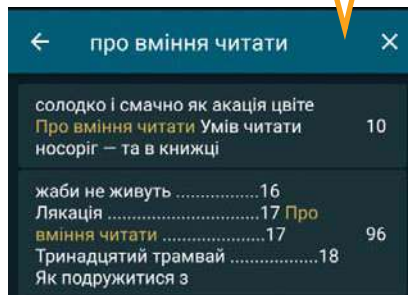 про вміння читати
солодко і смачно як акація цвіте
Про вміння читати Умів читати 10
носоріг — та в книжці
жаби не живуть ..................16
Лякація ..........................17 Про
вміння читати ..................17 96
Тринадцятий трамвай ...............18
Як подружитися з